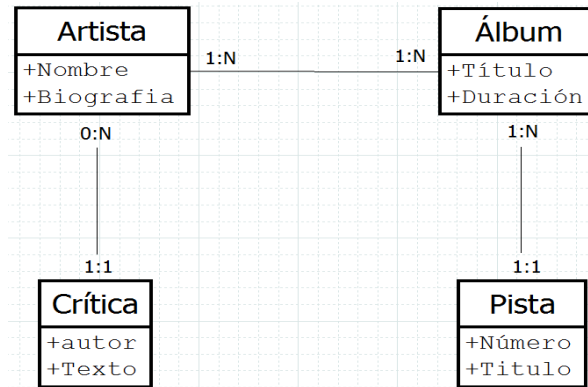 Artista
+Nombre
+Biografia
1:N
1:N
Álbum
+Título
+Duración
0:N
1:N
1:1
1:1
Crítica
+autor
+Texto
Pista
+Número
+Titulo